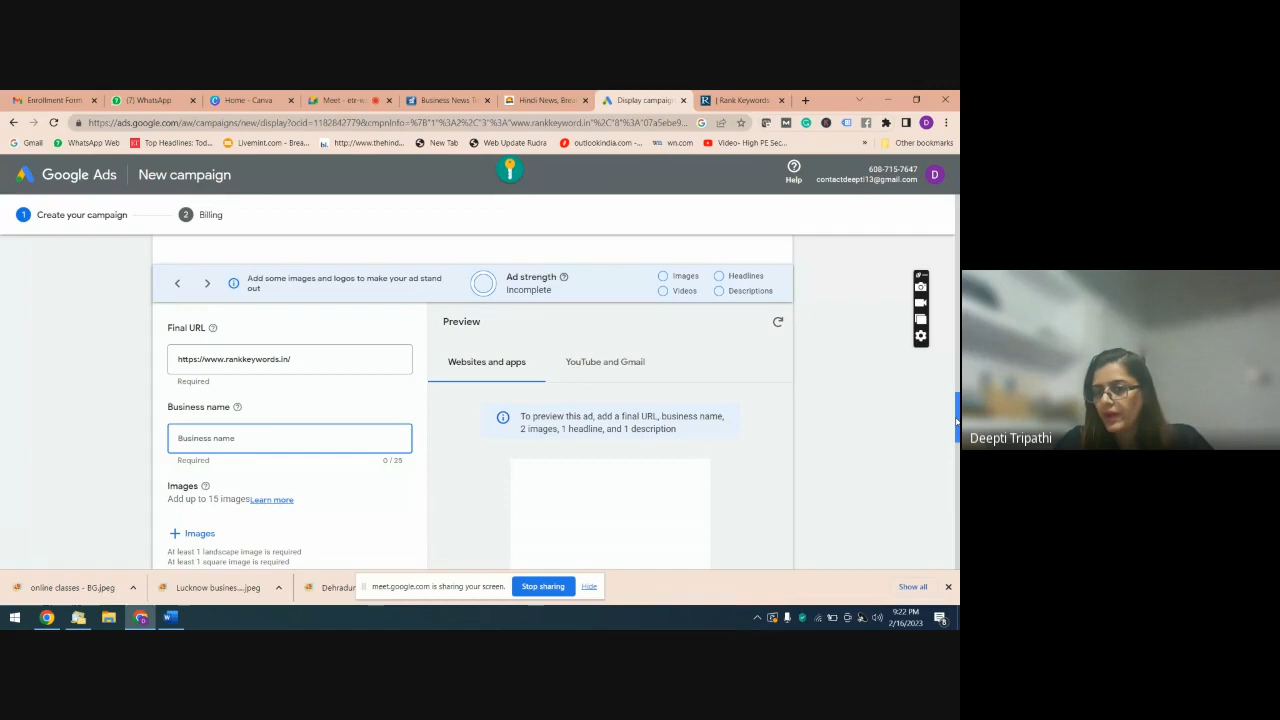 Enrollment Form
(7) WhatsApp
Home - Canva
Meet - etr-w
Business News T
Hindi News, Brea
Display campaign
| Rank Keywords
https://ads.google.com/aw/campaigns/new/display?ocid=1182842779&cmpnInfo=%7B"1"%3A2%2C"3"%3A"www.rankkeyword.in"%2C"8"%3A"07a5ebe9...
Gmail
WhatsApp Web
Top Headlines: Tod...
Livemint.com - Brea...
http://www.thehind...
New Tab
Web Update Rudra
outlookindia.com -...
wn.com
Video- High PE Sec...
»
Other bookmarks
Google Ads
New campaign
Help
608-715-7647
contactdeepti13@gmail.com
D
1 Create your campaign
2 Billing
Add some images and logos to make your ad stand
out
Ad strength
Incomplete
Images
Headlines
Videos
Descriptions
Final URL
https://www.rankkeywords.in/
Required
Business name
Business name
Required
0 / 25
Images
Add up to 15 images Learn more
+ Images
At least 1 landscape image is required
At least 1 square image is required
Preview
Websites and apps
YouTube and Gmail
To preview this ad, add a final URL, business name,
2 images, 1 headline, and 1 description
Deepti Tripathi
online classes - BG.jpeg
Lucknow busines....jpeg
Dehradu
meet.google.com is sharing your screen.
Stop sharing
Hide
Show all
9:22 PM
2/16/2023